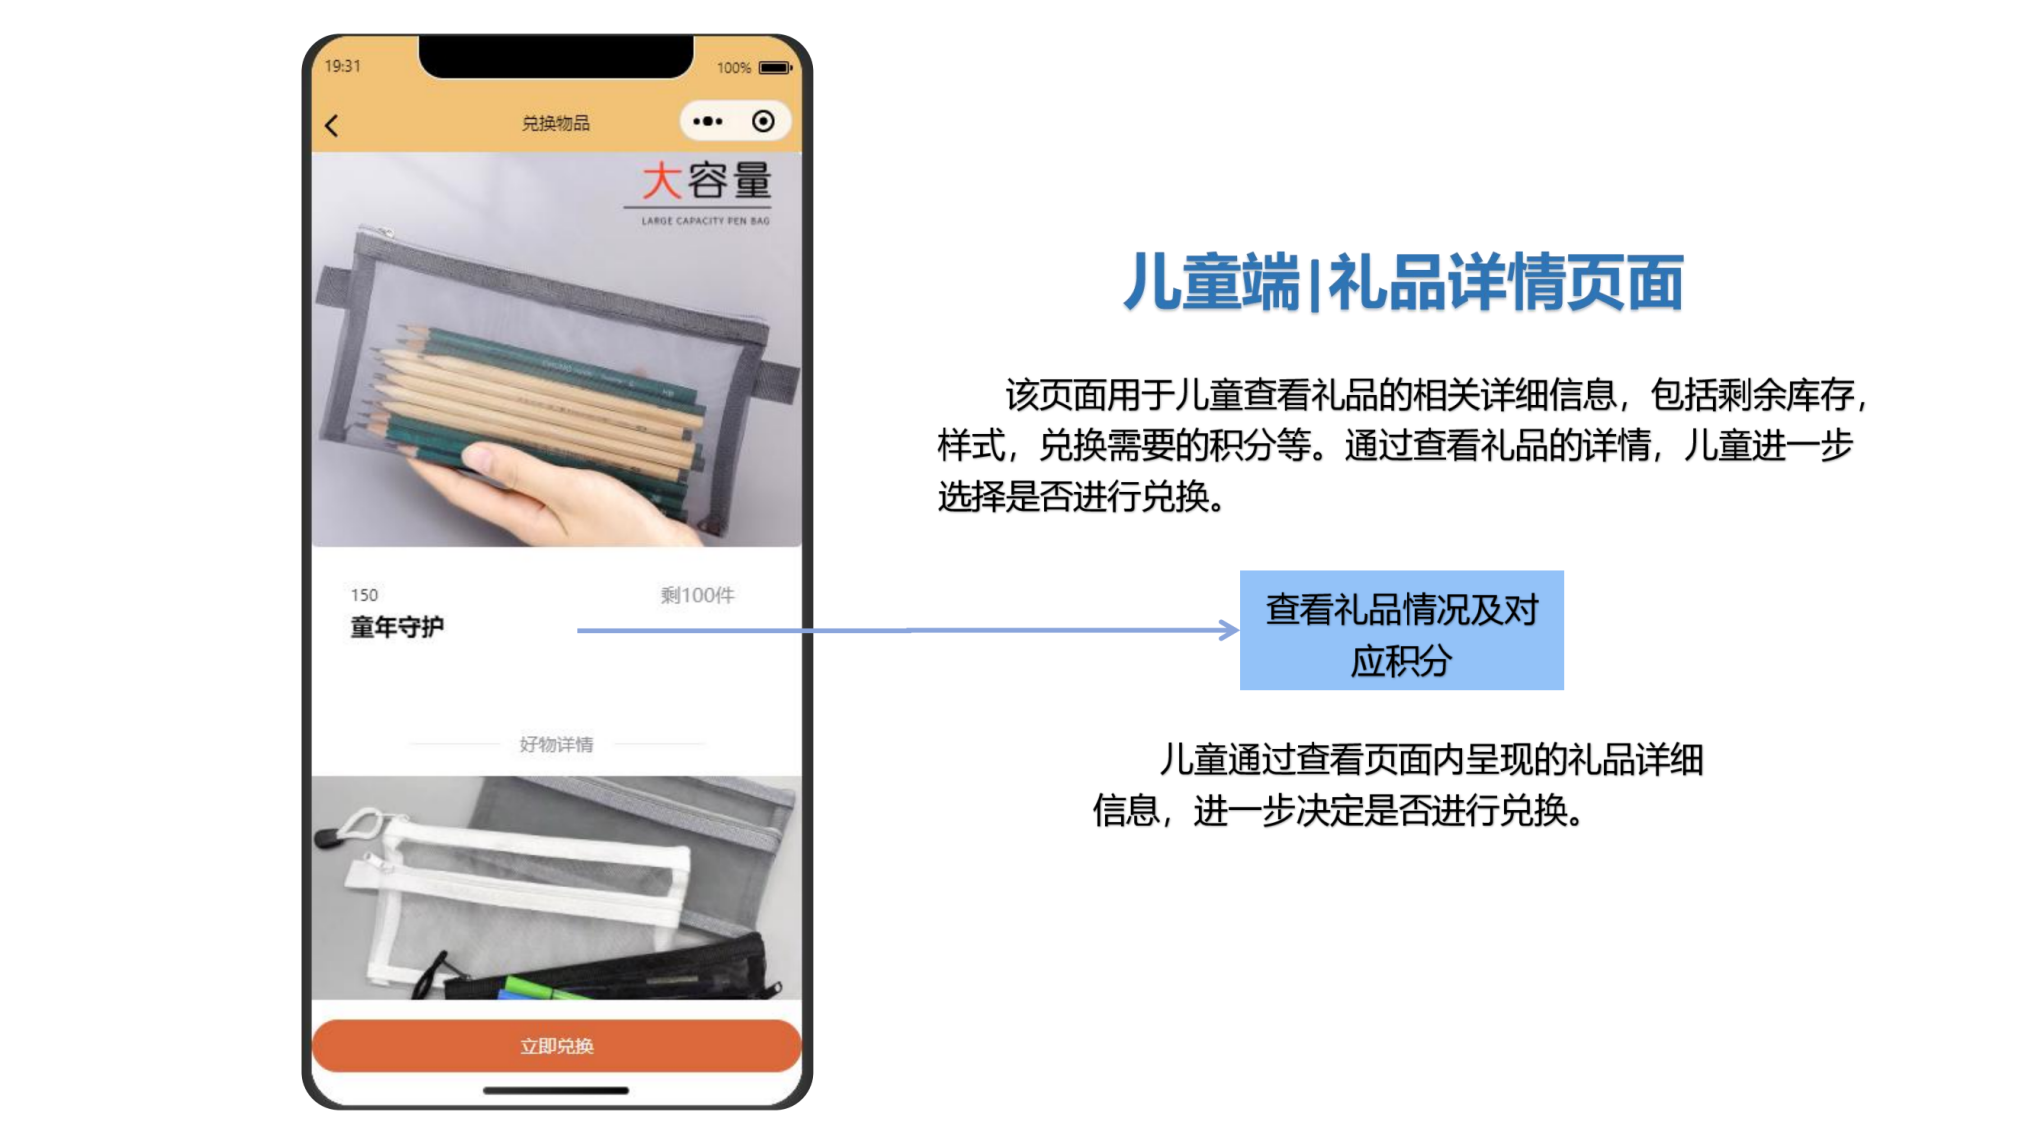 19:31
100%
兑换物品
大容量
LARGE CAPACITY PEN BAG
150
剩100件
童年守护
好物详情
立即兑换
儿童端|礼品详情页面
该页面用于儿童查看礼品的相关详细信息，包括剩余库存，
样式，兑换需要的积分等。通过查看礼品的详情，儿童进一步
选择是否进行兑换。
查看礼品情况及对
应积分
儿童通过查看页面内呈现的礼品详细
信息，进一步决定是否进行兑换。